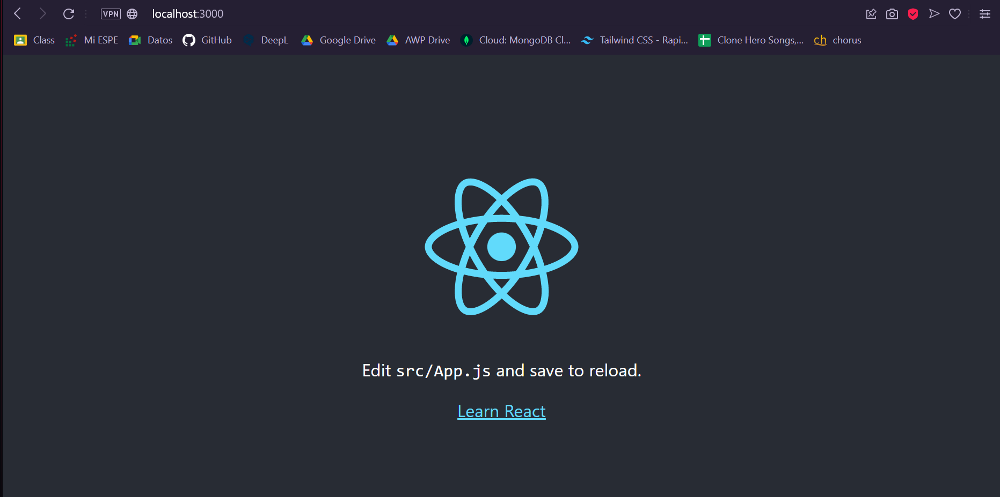 VPN localhost:3000
Class Mi ESPE Datos GitHub DeepL Google Drive AWP Drive Cloud: MongoDB Cl... Tailwind CSS - Rapi... Clone Hero Songs,... ch chorus
Edit src/App.js and save to reload.
Learn React